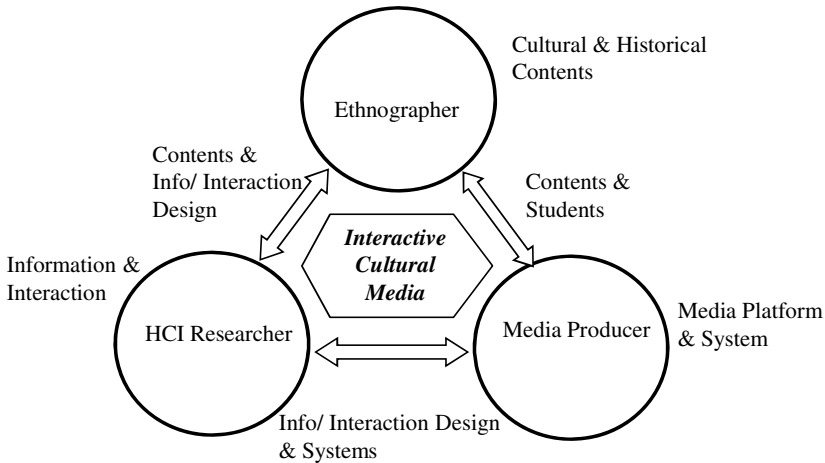 Cultural & Historical
Contents
Ethnographer
Contents &
Info/ Interaction
Design
Contents &
Students
Interactive
Cultural
Media
Information &
Interaction
HCI Researcher
Media Producer
Media Platform
& System
Info/ Interaction Design
& Systems